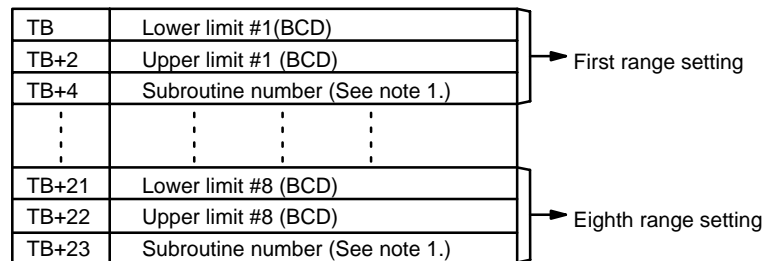 TB Lower limit #1(BCD)
TB+2 Upper limit #1 (BCD)
First range setting
TB+4 Subroutine number (See note 1.)
TB+21 Lower limit #8 (BCD)
TB+22 Upper limit #8 (BCD)
Eighth range setting
TB+23 Subroutine number (See note 1.)